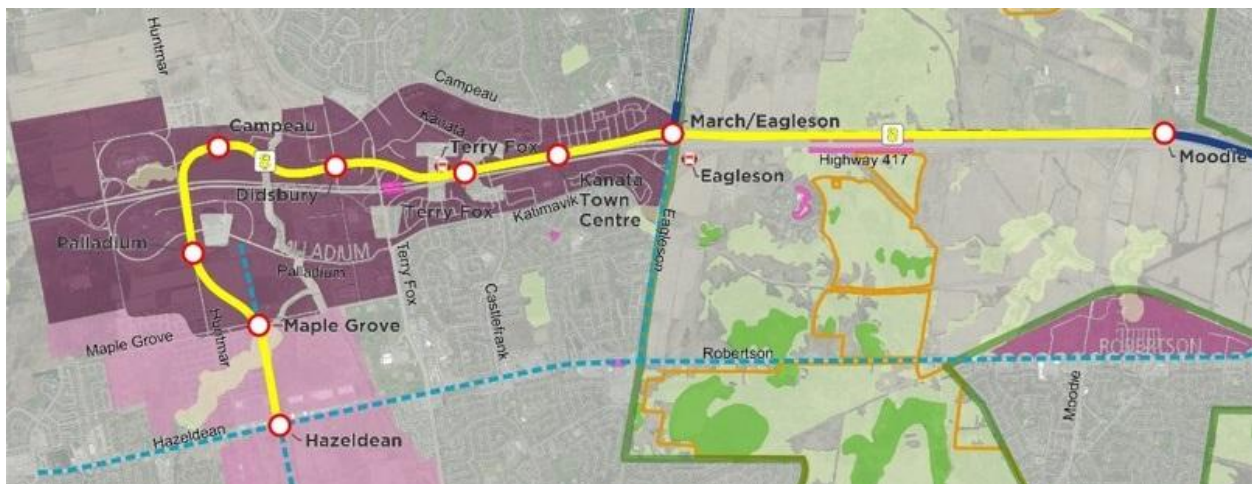 Huntmar
Campeau
Campeau
Kanata
Terry Fox
March/Eagleson
Moodie
Highway 417
Eagleson
Didsbury
Terry Fox
Katimavik
Kanata
Town
Centre
Eagleson
Palladium
PALLADIUM
Palladium
Terry Fox
Castlefrank
Huntmar
Maple Grove
Maple Grove
Robertson
ROBERTSON
Moodie
Hazeldean
Hazeldean